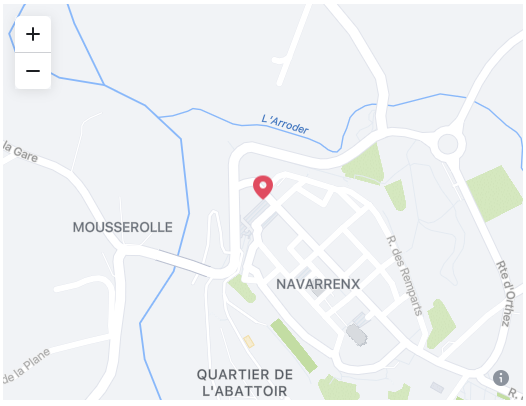 +
L'Arroder
la Gare
MOUSSEROLLE
−
NAVARRENX
R. des Remparts
Rte d'Orthez
de la Plane
QUARTIER DE
L'ABATTOIR
i
R.